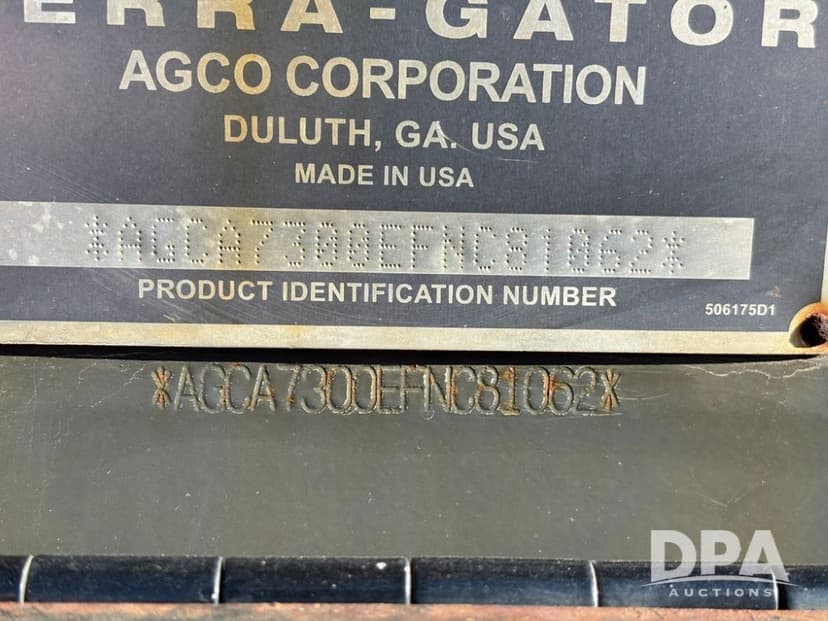 ERRA-GATOR
AGCO CORPORATION
DULUTH, GA. USA
MADE IN USA
*AGCA7300EFNC81062*
PRODUCT IDENTIFICATION NUMBER
506175D1
*AGCA7300EFNC81062*
DPA
AUCTIONS